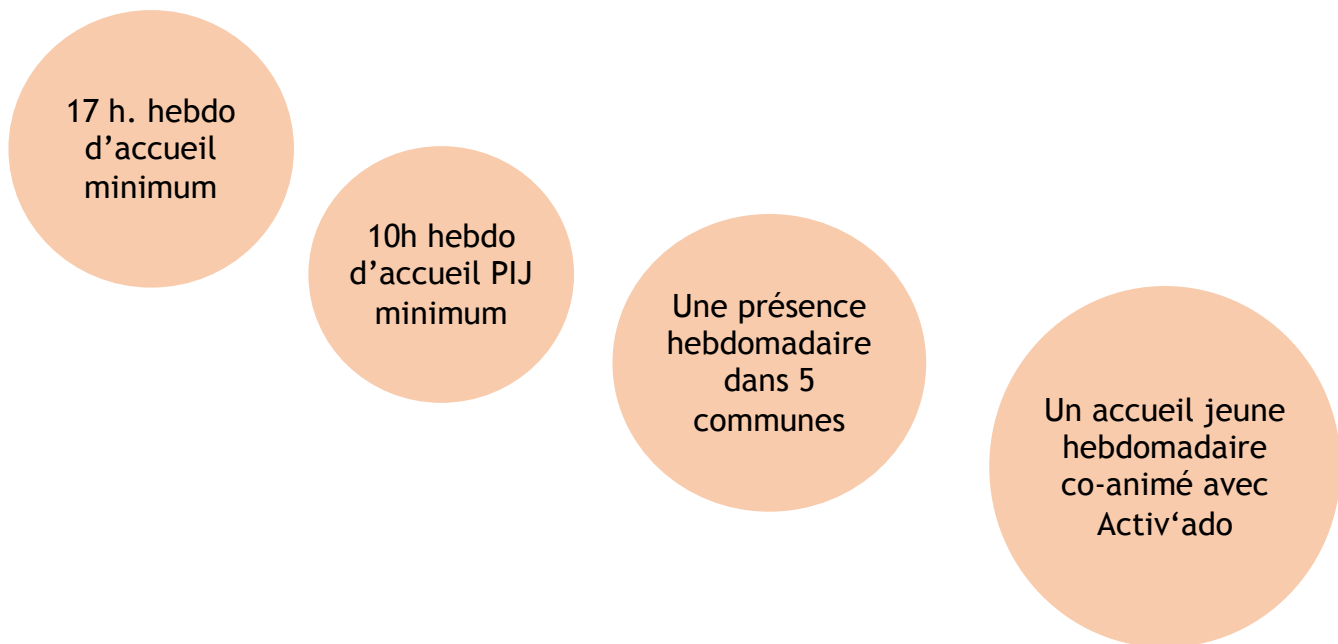 17 h. hebdo
d’accueil
minimum
10h hebdo
d’accueil PIJ
minimum
Une présence
hebdomadaire
dans 5
communes
Un accueil jeune
hebdomadaire
co-animé avec
Activ‘ado